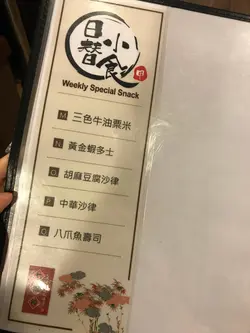 日替
小食
Weekly Special Snack
M 三色牛油粟米
N 黃金蝦多士
O 胡麻豆腐沙律
P 中華沙律
Q 八爪魚壽司